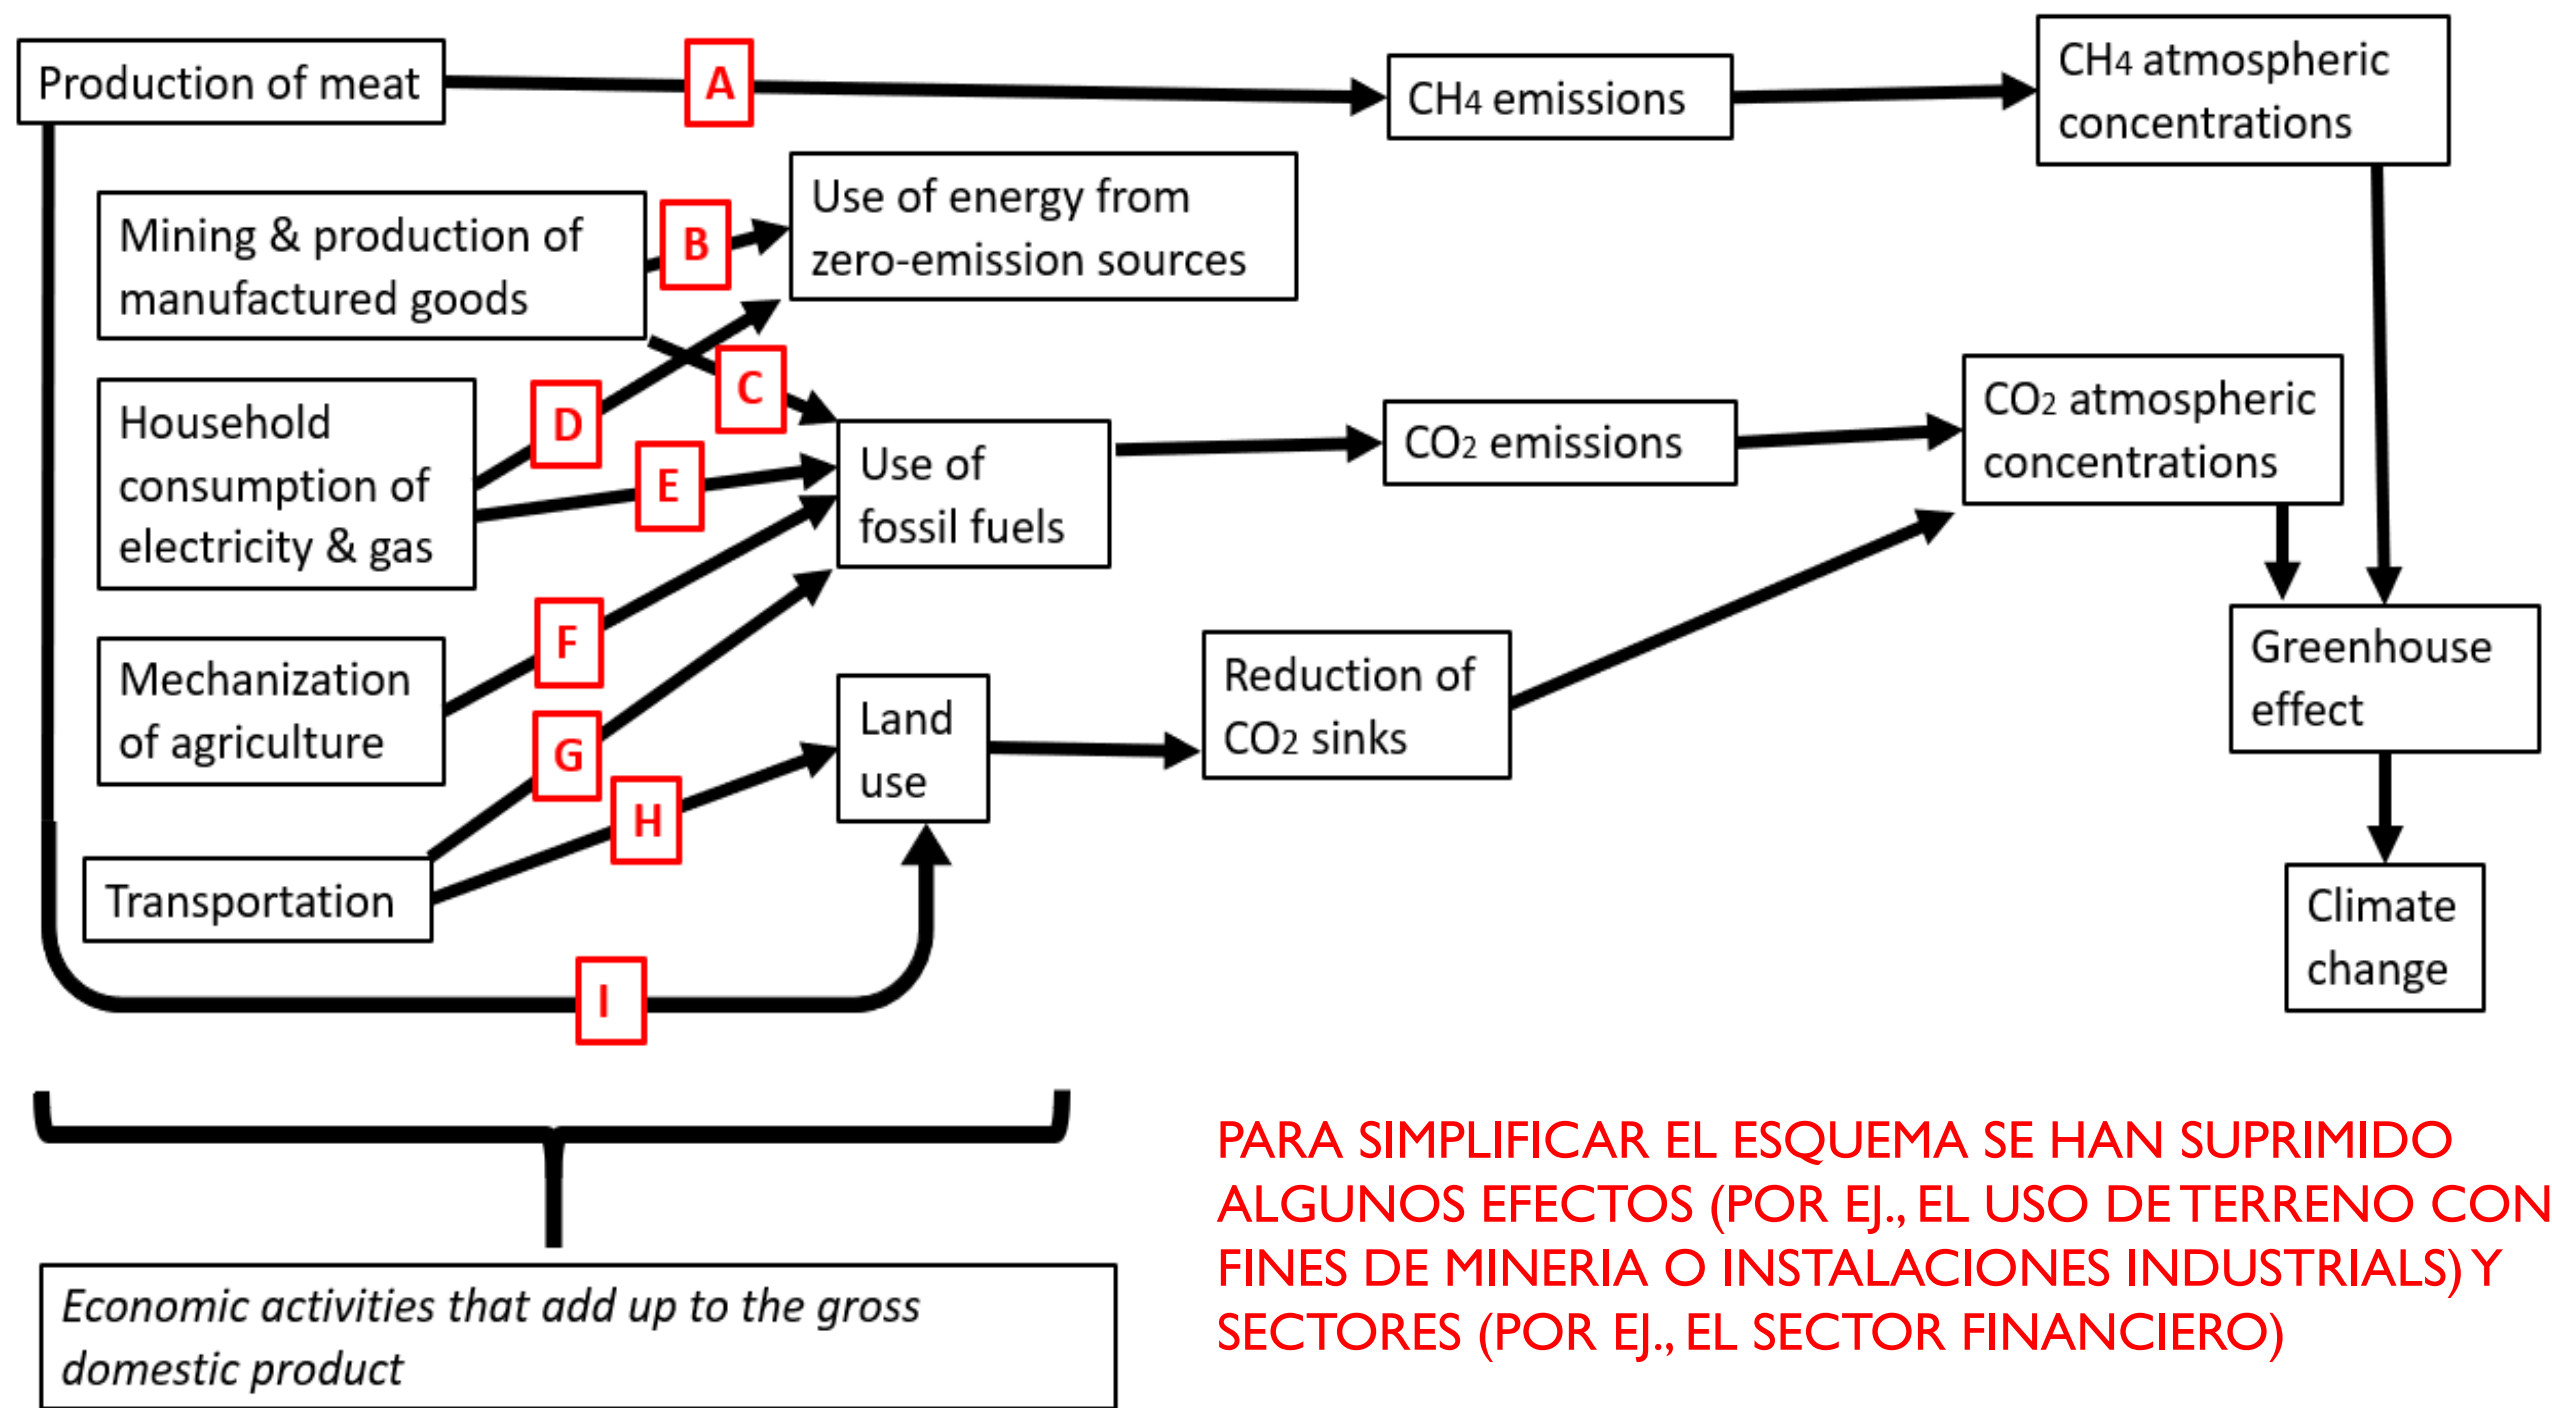 Production of meat
A
CH4 emissions
CH4 atmospheric
concentrations
Mining & production of
manufactured goods
B
Use of energy from
zero-emission sources
C
Household
consumption of
electricity & gas
D
E
Use of
fossil fuels
CO2 emissions
CO2 atmospheric
concentrations
Mechanization
of agriculture
F
G
Land
use
Reduction of
CO2 sinks
Greenhouse
effect
H
Transportation
Climate
change
I
Economic activities that add up to the gross
domestic product
PARA SIMPLIFICAR EL ESQUEMA SE HAN SUPRIMIDO
ALGUNOS EFECTOS (POR EJ., EL USO DE TERRENO CON
FINES DE MINERIA O INSTALACIONES INDUSTRIALS) Y
SECTORES (POR EJ., EL SECTOR FINANCIERO)